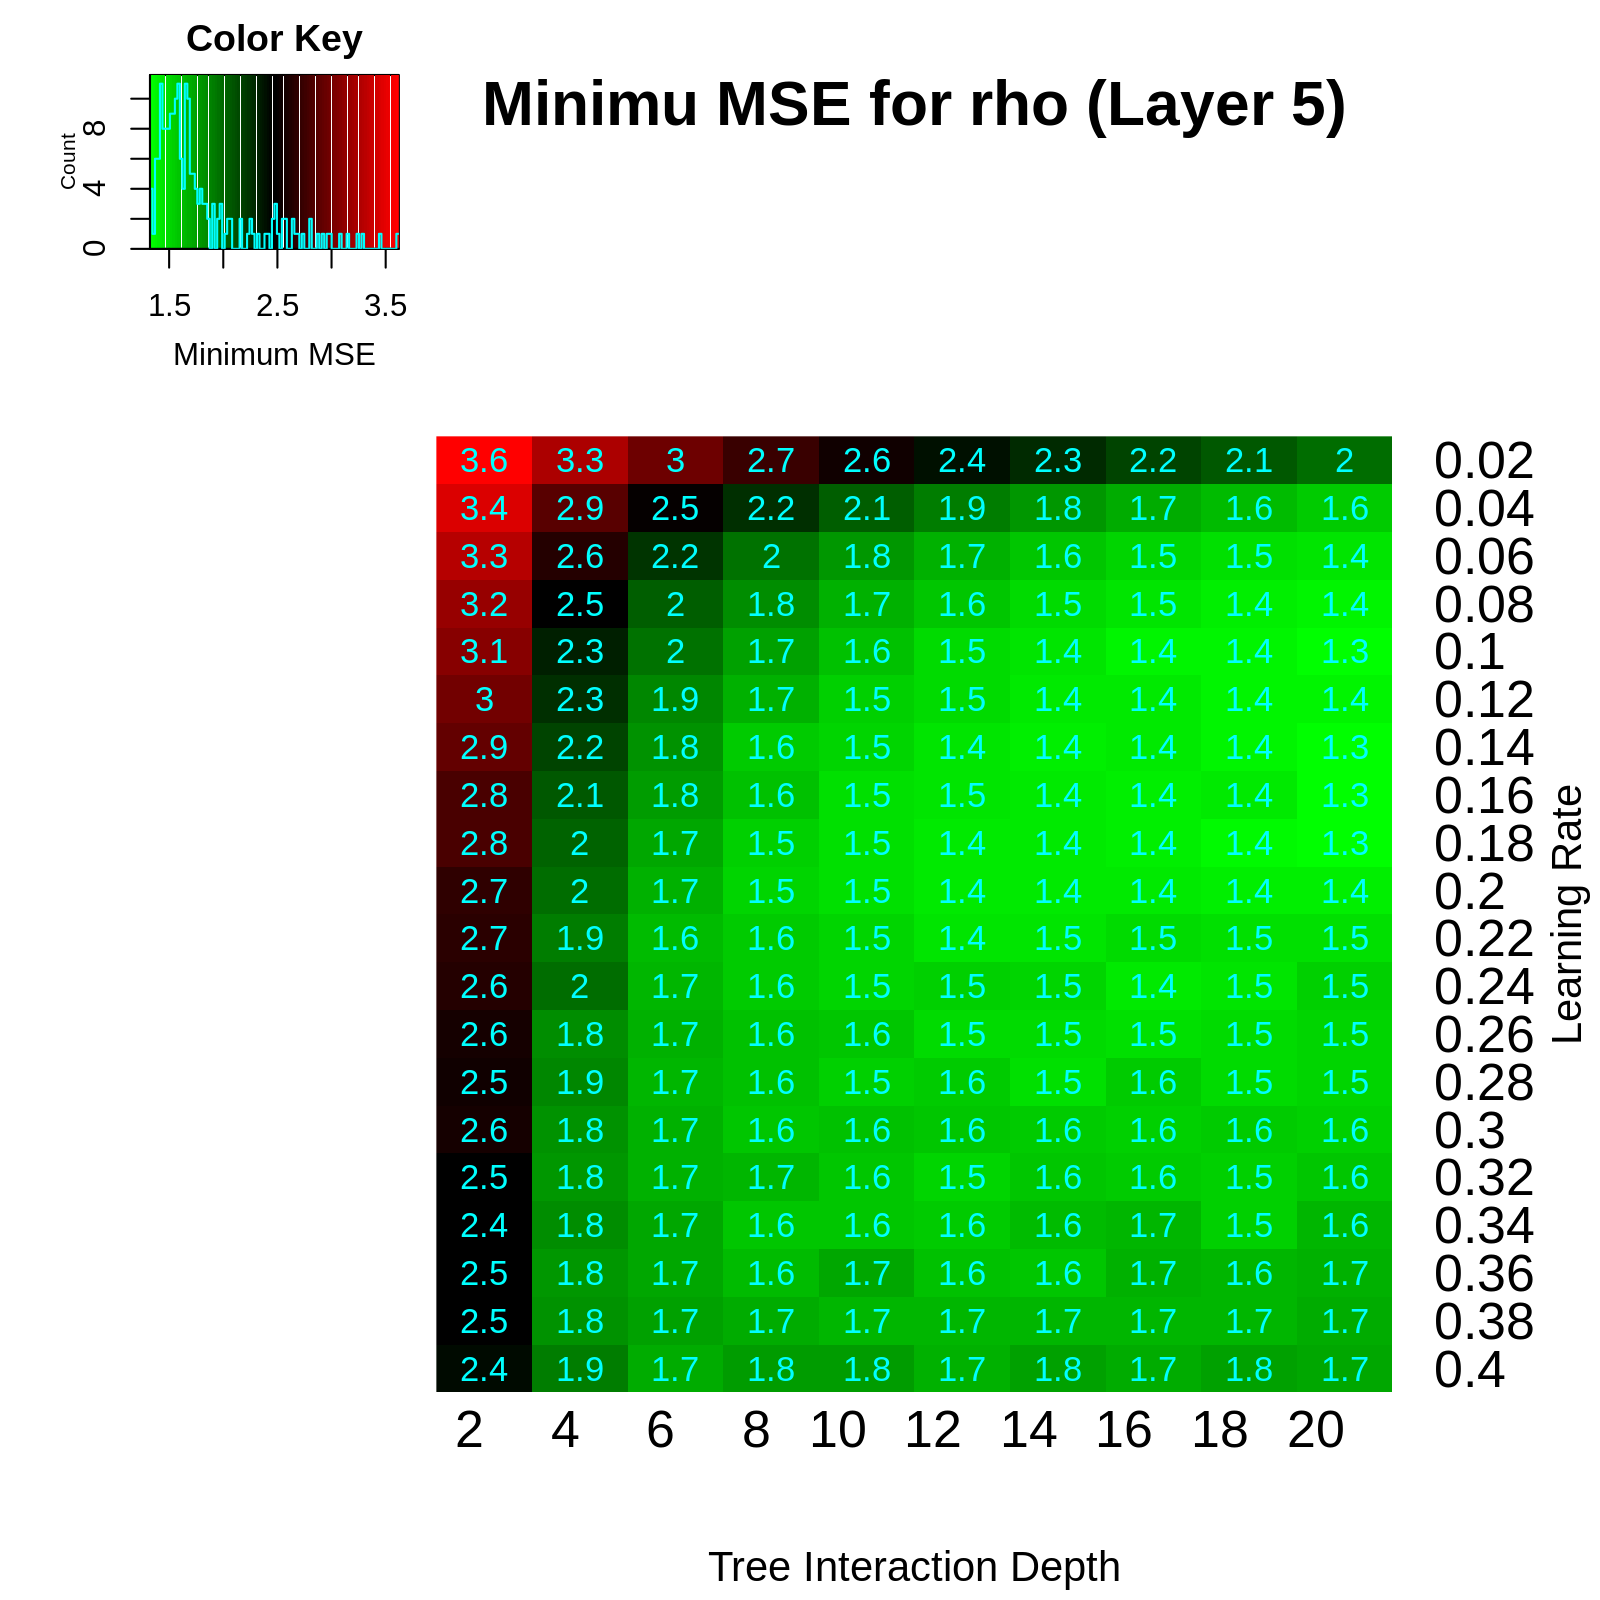 Color Key
Minimu MSE for rho (Layer 5)
Count
0 4 8
1.5 2.5 3.5
Minimum MSE
3.6 3.3 3 2.7 2.6 2.4 2.3 2.2 2.1 2 0.02
3.4 2.9 2.5 2.2 2.1 1.9 1.8 1.7 1.6 1.6 0.04
3.3 2.6 2.2 2 1.8 1.7 1.6 1.5 1.5 1.4 0.06
3.2 2.5 2 1.8 1.7 1.6 1.5 1.5 1.4 1.4 0.08
3.1 2.3 2 1.7 1.6 1.5 1.4 1.4 1.4 1.3 0.1
3 2.3 1.9 1.7 1.5 1.5 1.4 1.4 1.4 1.4 0.12
2.9 2.2 1.8 1.6 1.5 1.4 1.4 1.4 1.4 1.3 0.14
2.8 2.1 1.8 1.6 1.5 1.5 1.4 1.4 1.4 1.3 0.16
2.8 2 1.7 1.5 1.5 1.4 1.4 1.4 1.4 1.3 0.18
2.7 2 1.7 1.5 1.5 1.4 1.4 1.4 1.4 1.4 0.2
2.7 1.9 1.6 1.6 1.5 1.4 1.5 1.5 1.5 1.5 0.22
2.6 2 1.7 1.6 1.5 1.5 1.5 1.4 1.5 1.5 0.24
2.6 1.8 1.7 1.6 1.6 1.5 1.5 1.5 1.5 1.5 0.26
2.5 1.9 1.7 1.6 1.5 1.6 1.5 1.6 1.5 1.5 0.28
2.6 1.8 1.7 1.6 1.6 1.6 1.6 1.6 1.6 1.6 0.3
2.5 1.8 1.7 1.7 1.6 1.5 1.6 1.6 1.5 1.6 0.32
2.4 1.8 1.7 1.6 1.6 1.6 1.6 1.7 1.5 1.6 0.34
2.5 1.8 1.7 1.6 1.7 1.6 1.6 1.7 1.6 1.7 0.36
2.5 1.8 1.7 1.7 1.7 1.7 1.7 1.7 1.7 1.7 0.38
2.4 1.9 1.7 1.8 1.8 1.7 1.8 1.7 1.8 1.7 0.4
Learning Rate
2 4 6 8 10 12 14 16 18 20
Tree Interaction Depth